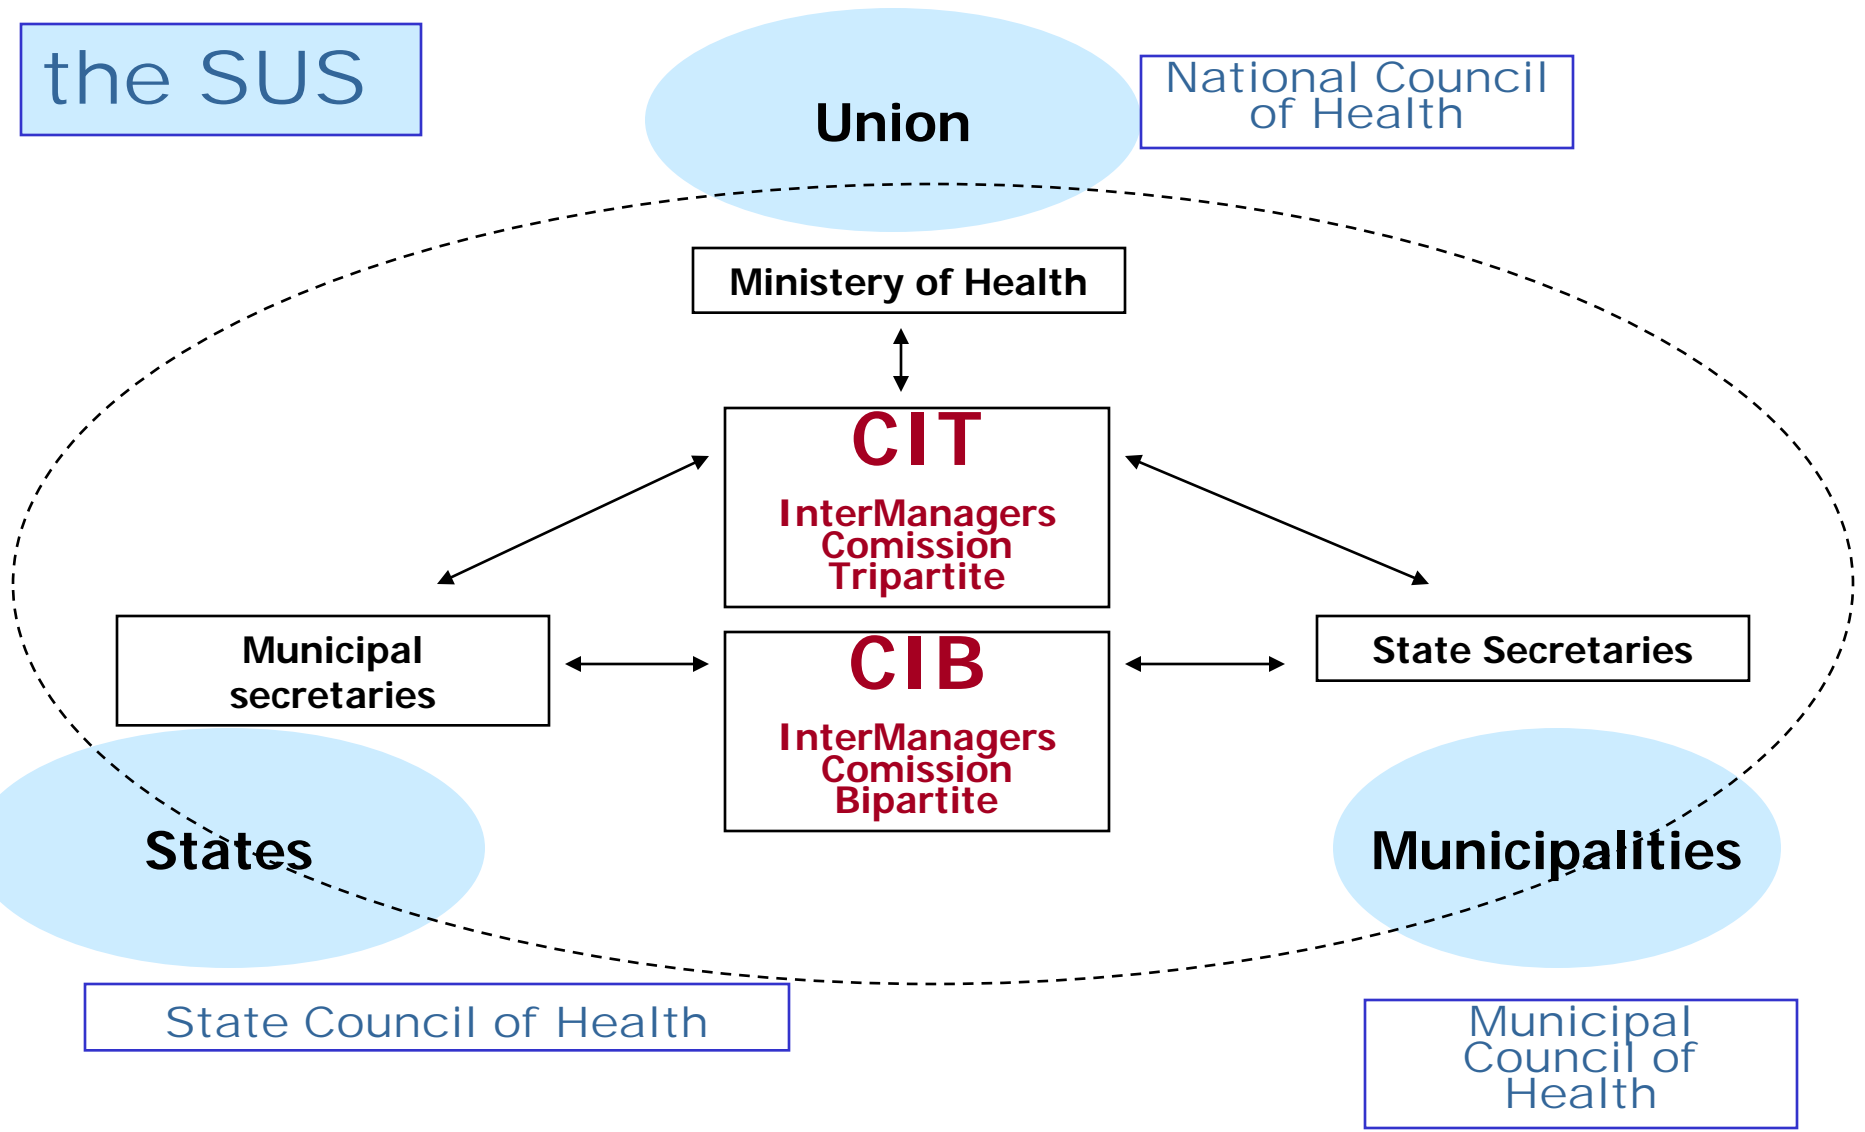 the SUS
Union
National Council
of Health
Ministery of Health
CIT
InterManagers
Comission
Tripartite
Municipal
secretaries
CIB
InterManagers
Comission
Bipartite
State Secretaries
States
Municipalities
State Council of Health
Municipal
Council of
Health